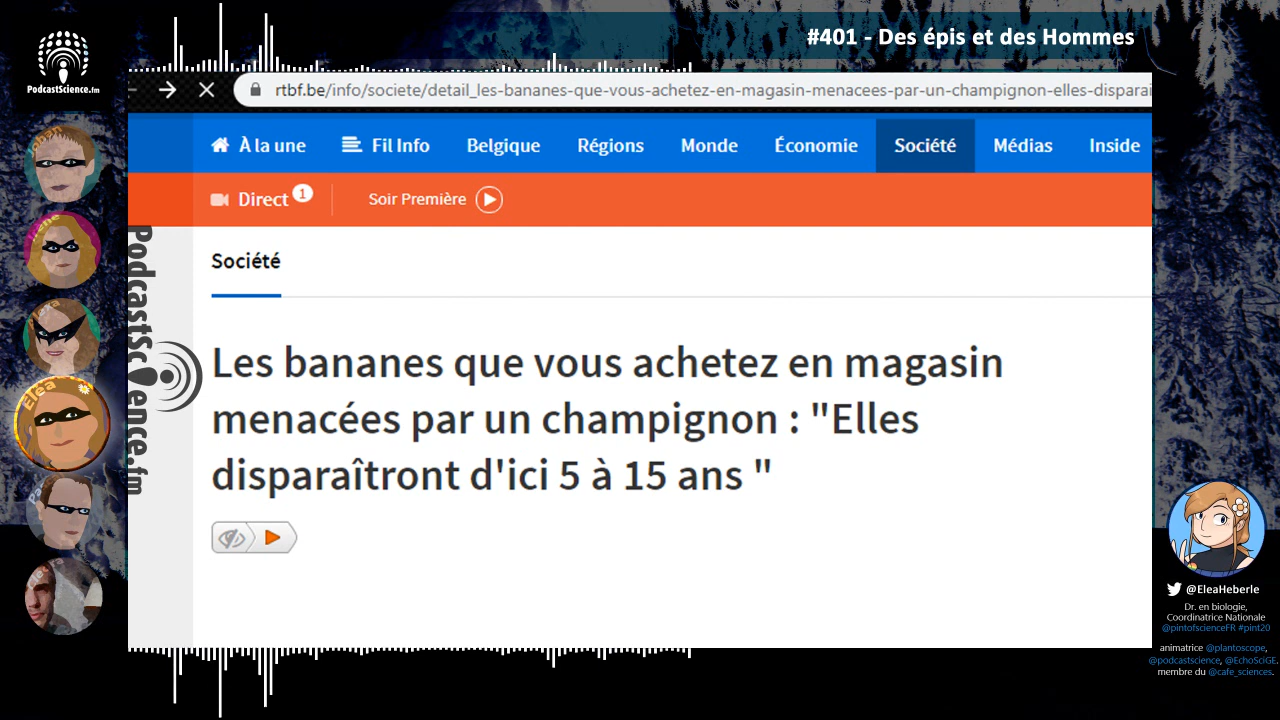 #401 - Des épis et des Hommes
PodcastScience.fm
rtbf.be/info/societe/detail_les-bananes-que-vous-achetez-en-magasin-menacees-par-un-champignon-elles-disparai
À la une
Fil Info
Belgique
Régions
Monde
Économie
Société
Médias
Inside
Direct 1
Soir Première
PodcastScience.fm
Société
Les bananes que vous achetez en magasin
menacées par un champignon : "Elles
disparaîtront d'ici 5 à 15 ans "
Eléa
@EleaHeberle
Dr. en biologie,
Coordinatrice Nationale
@pintofscienceFR #pint20
animatrice @plantoscope,
@podcastscience, @EchoSciGE.
membre du @cafe_sciences.